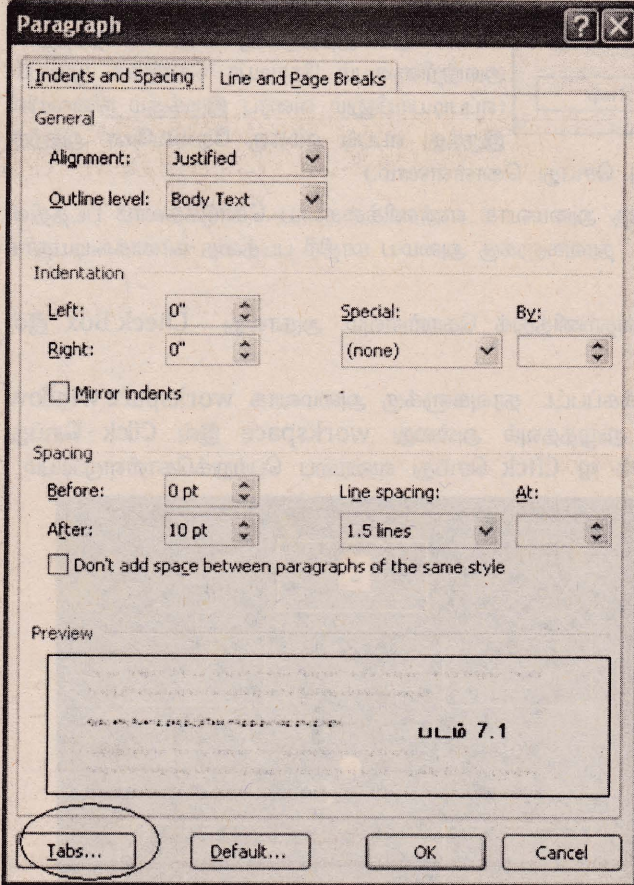 Paragraph
Indents and Spacing Line and Page Breaks
General
Alignment: Justified
Outline level: Body Text
Indentation
Left: 0" Special: By:
Right: 0" (none)
Mirror indents
Spacing
Before: 0 pt Line spacing: At:
After: 10 pt 1.5 lines
Don't add space between paragraphs of the same style
Preview
படம் 7.1
Tabs... Default... OK Cancel